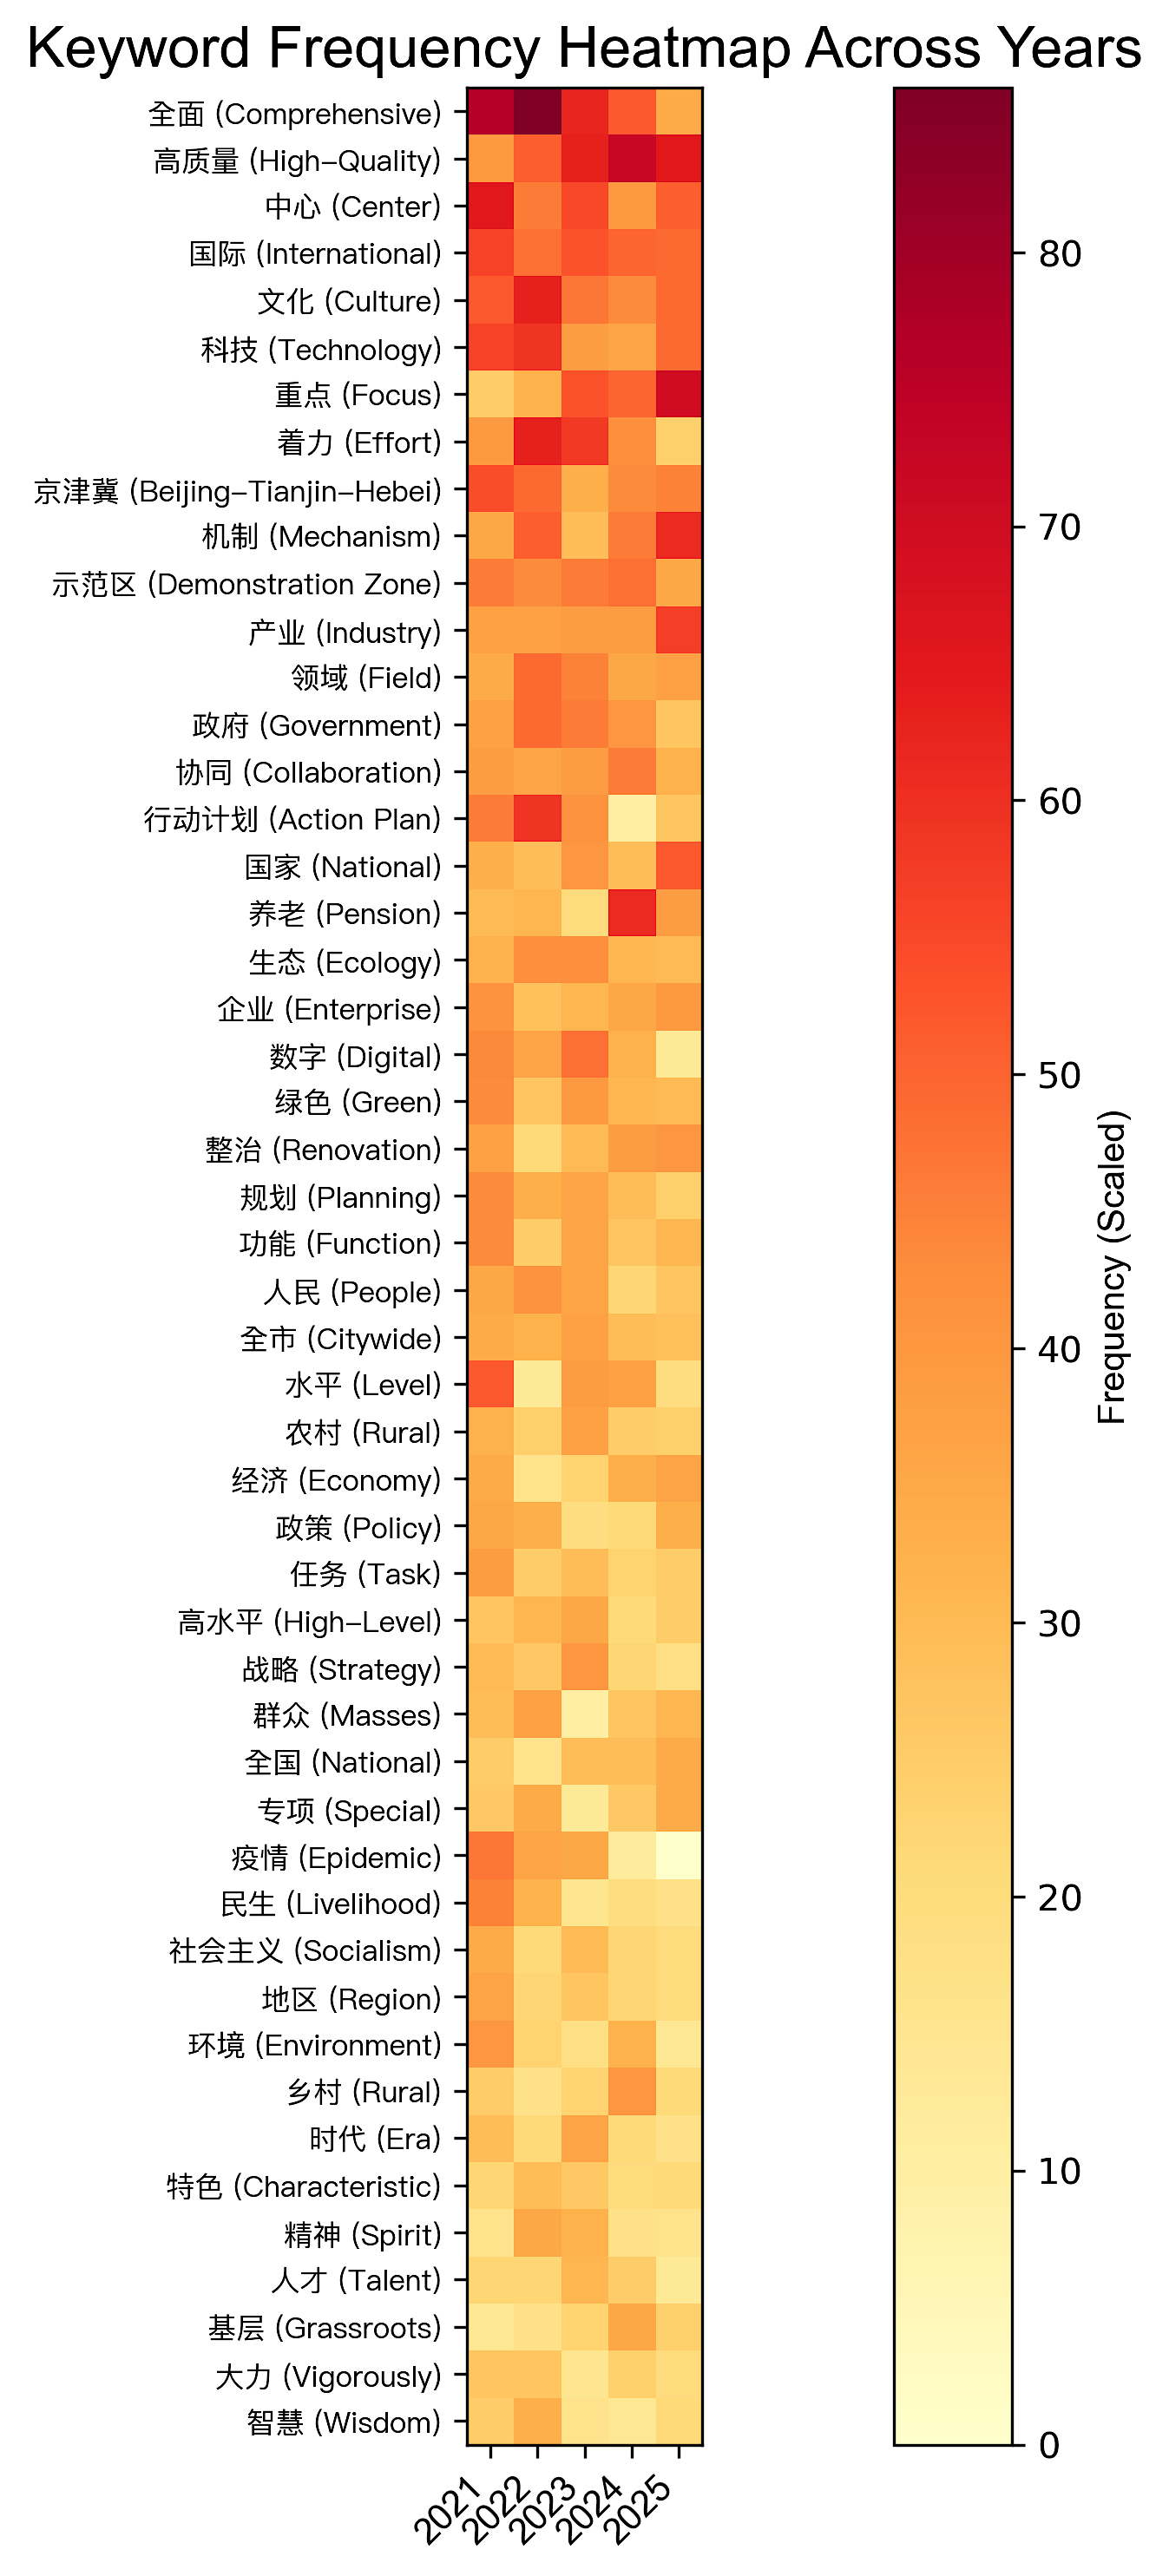 Keyword Frequency Heatmap Across Years
全面 (Comprehensive)
高质量 (High-Quality)
中心 (Center)
国际 (International)
文化 (Culture)
科技 (Technology)
重点 (Focus)
着力 (Effort)
京津冀 (Beijing-Tianjin-Hebei)
机制 (Mechanism)
示范区 (Demonstration Zone)
产业 (Industry)
领域 (Field)
政府 (Government)
协同 (Collaboration)
行动计划 (Action Plan)
国家 (National)
养老 (Pension)
生态 (Ecology)
企业 (Enterprise)
数字 (Digital)
绿色 (Green)
整治 (Renovation)
规划 (Planning)
功能 (Function)
人民 (People)
全市 (Citywide)
水平 (Level)
农村 (Rural)
经济 (Economy)
政策 (Policy)
任务 (Task)
高水平 (High-Level)
战略 (Strategy)
群众 (Masses)
全国 (National)
专项 (Special)
疫情 (Epidemic)
民生 (Livelihood)
社会主义 (Socialism)
地区 (Region)
环境 (Environment)
乡村 (Rural)
时代 (Era)
特色 (Characteristic)
精神 (Spirit)
人才 (Talent)
基层 (Grassroots)
大力 (Vigorously)
智慧 (Wisdom)
2021
2022
2023
2024
2025
80
70
60
50
40
30
20
10
0
Frequency (Scaled)